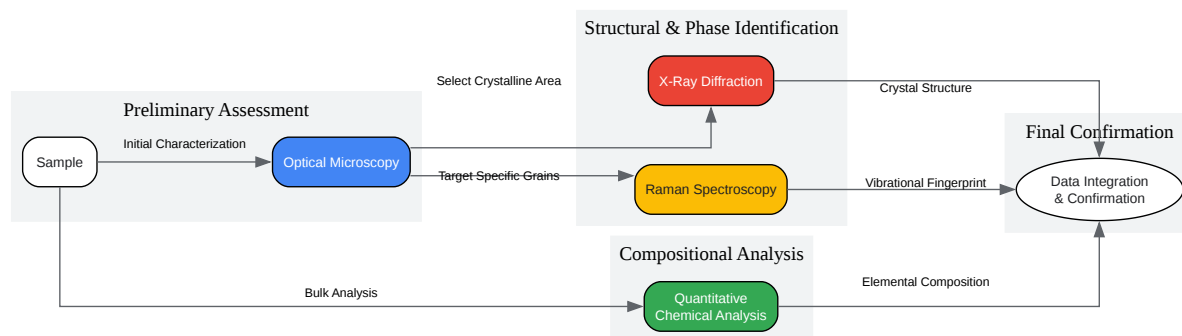 Structural & Phase Identification
Select Crystalline Area
X-Ray Diffraction
Crystal Structure
Preliminary Assessment
Initial Characterization
Sample
Optical Microscopy
Target Specific Grains
Raman Spectroscopy
Vibrational Fingerprint
Final Confirmation
Data Integration
& Confirmation
Compositional Analysis
Bulk Analysis
Quantitative
Chemical Analysis
Elemental Composition